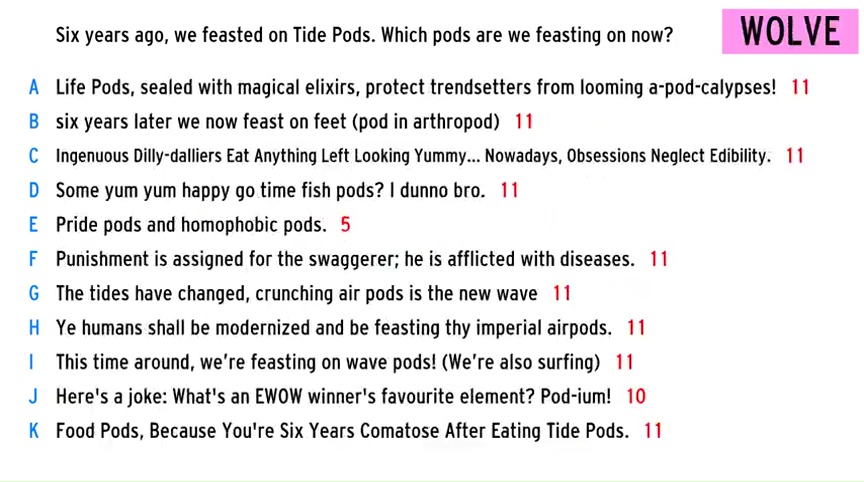 Six years ago, we feasted on Tide Pods. Which pods are we feasting on now?
WOLVE
A Life Pods, sealed with magical elixirs, protect trendsetters from looming a-pod-calypses! 11
B six years later we now feast on feet (pod in arthropod) 11
C Ingenuous Dilly-dalliers Eat Anything Left Looking Yummy... Nowadays, Obsessions Neglect Edibility. 11
D Some yum yum happy go time fish pods? I dunno bro. 11
E Pride pods and homophobic pods. 5
F Punishment is assigned for the swaggerer; he is afflicted with diseases. 11
G The tides have changed, crunching air pods is the new wave 11
H Ye humans shall be modernized and be feasting thy imperial airpods. 11
I This time around, we're feasting on wave pods! (We're also surfing) 11
J Here's a joke: What's an EWOW winner's favourite element? Pod-ium! 10
K Food Pods, Because You're Six Years Comatose After Eating Tide Pods. 11